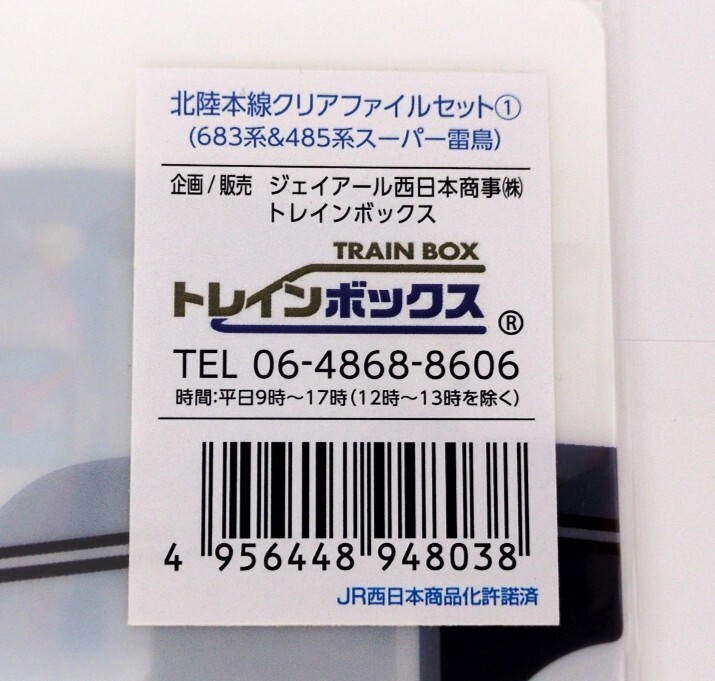 北陸本線クリアファイルセット①
(683系&485系スーパー雷鳥)
企画/販売 ジェイアール西日本商事㈱
トレインボックス
TRAIN BOX
トレインボックス®
TEL 06-4868-8606
時間:平日9時～17時(12時～13時を除く)
4 956448 948038
JR西日本商品化許諾済